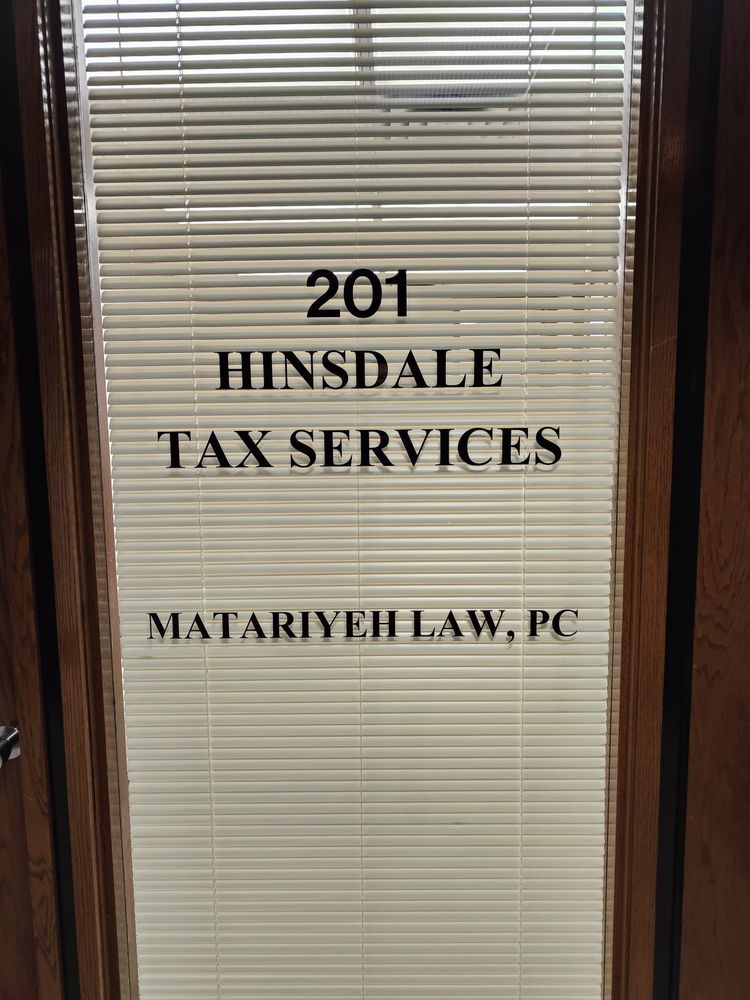 201
HINSDALE
TAX SERVICES
MATARIYEH LAW, PC